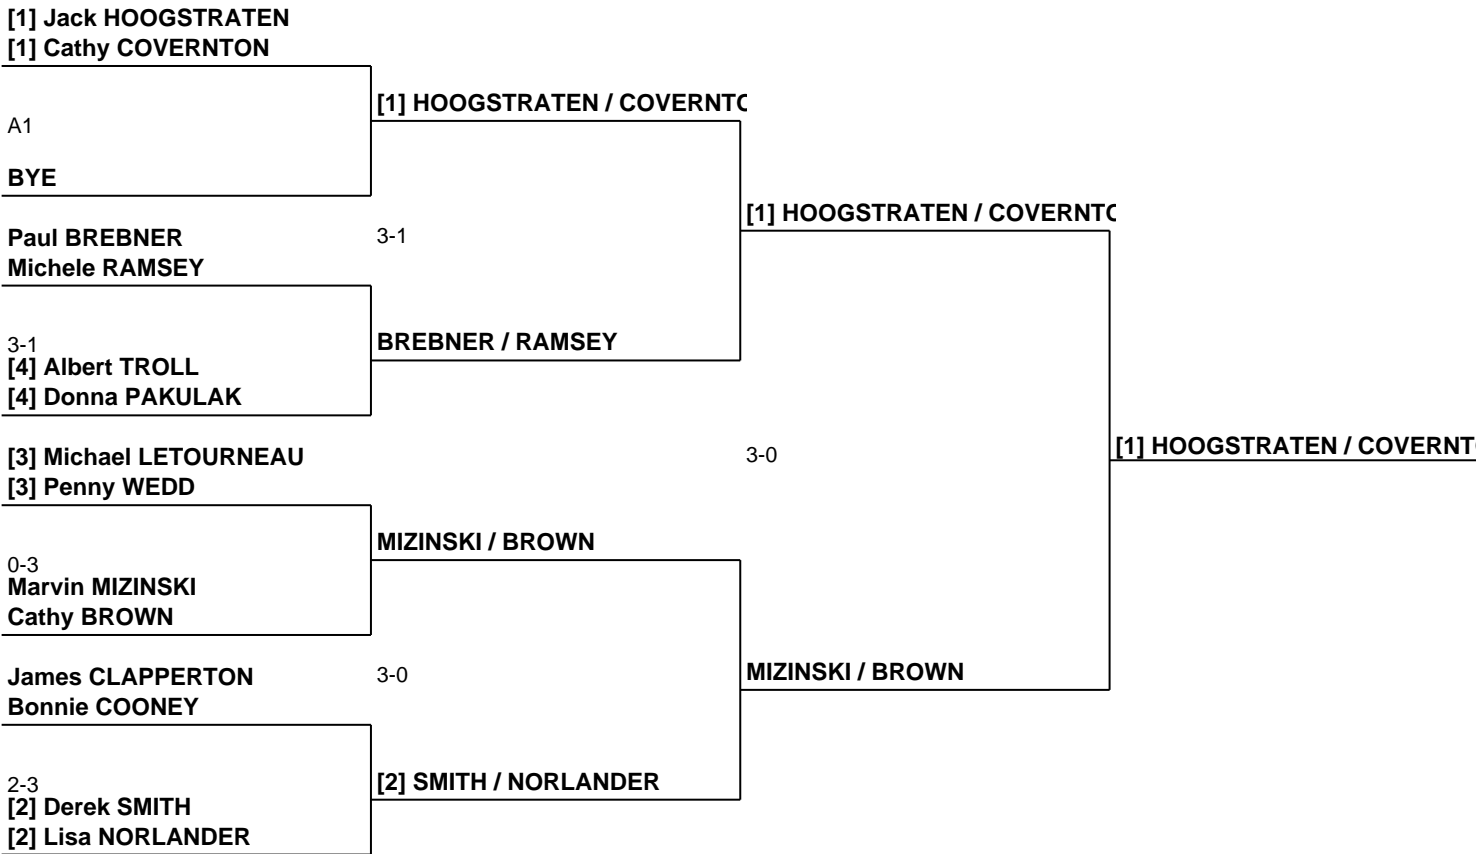 [1] Jack HOOGSTRATEN
[1] Cathy COVERNTON
[1] HOOGSTRATEN / COVERNTO
A1
BYE
[1] HOOGSTRATEN / COVERNTO
Paul BREBNER
3-1
Michele RAMSEY
3-1
BREBNER / RAMSEY
[4] Albert TROLL
[4] Donna PAKULAK
[1] HOOGSTRATEN / COVERNTO
[3] Michael LETOURNEAU
3-0
[3] Penny WEDD
MIZINSKI / BROWN
0-3
Marvin MIZINSKI
Cathy BROWN
James CLAPPERTON
3-0
MIZINSKI / BROWN
Bonnie COONEY
2-3
[2] SMITH / NORLANDER
[2] Derek SMITH
[2] Lisa NORLANDER